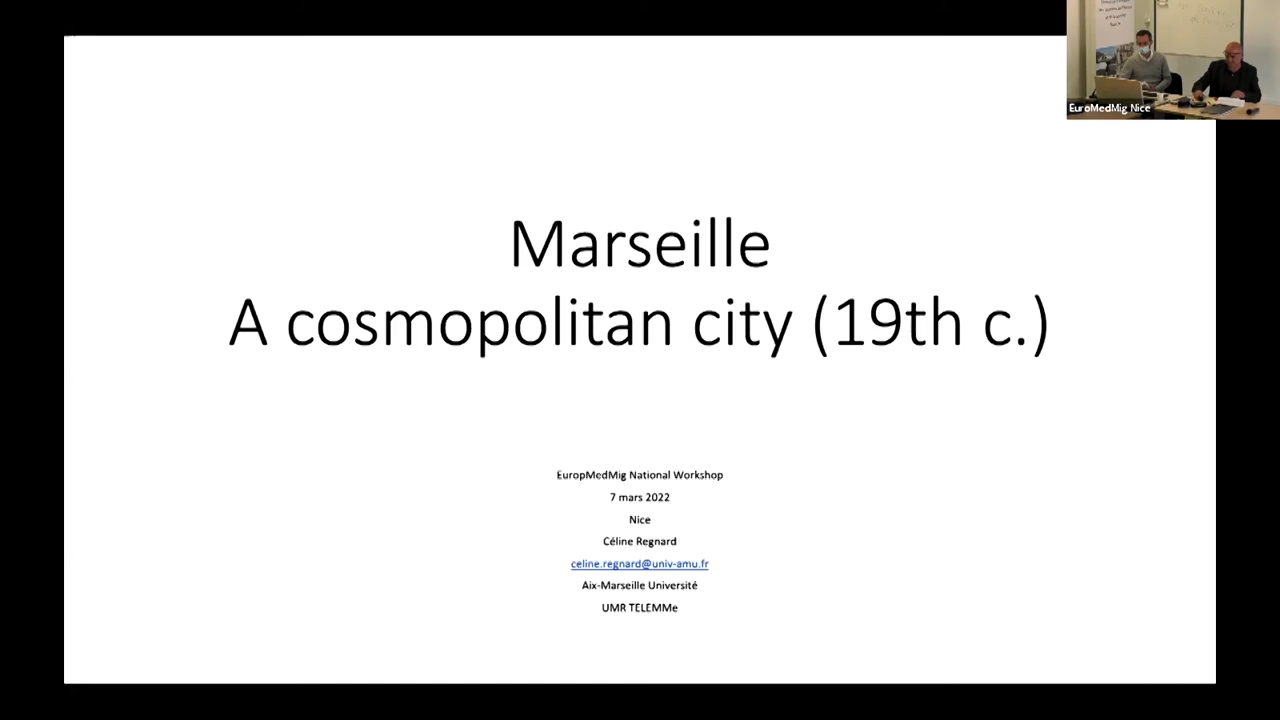 Marseille
A cosmopolitan city (19th c.)
EuropMedMig National Workshop
7 mars 2022
Nice
Céline Regnard
celine.regnard@univ-amu.fr
Aix-Marseille Université
UMR TELEMMe
EuroMedMig Nice